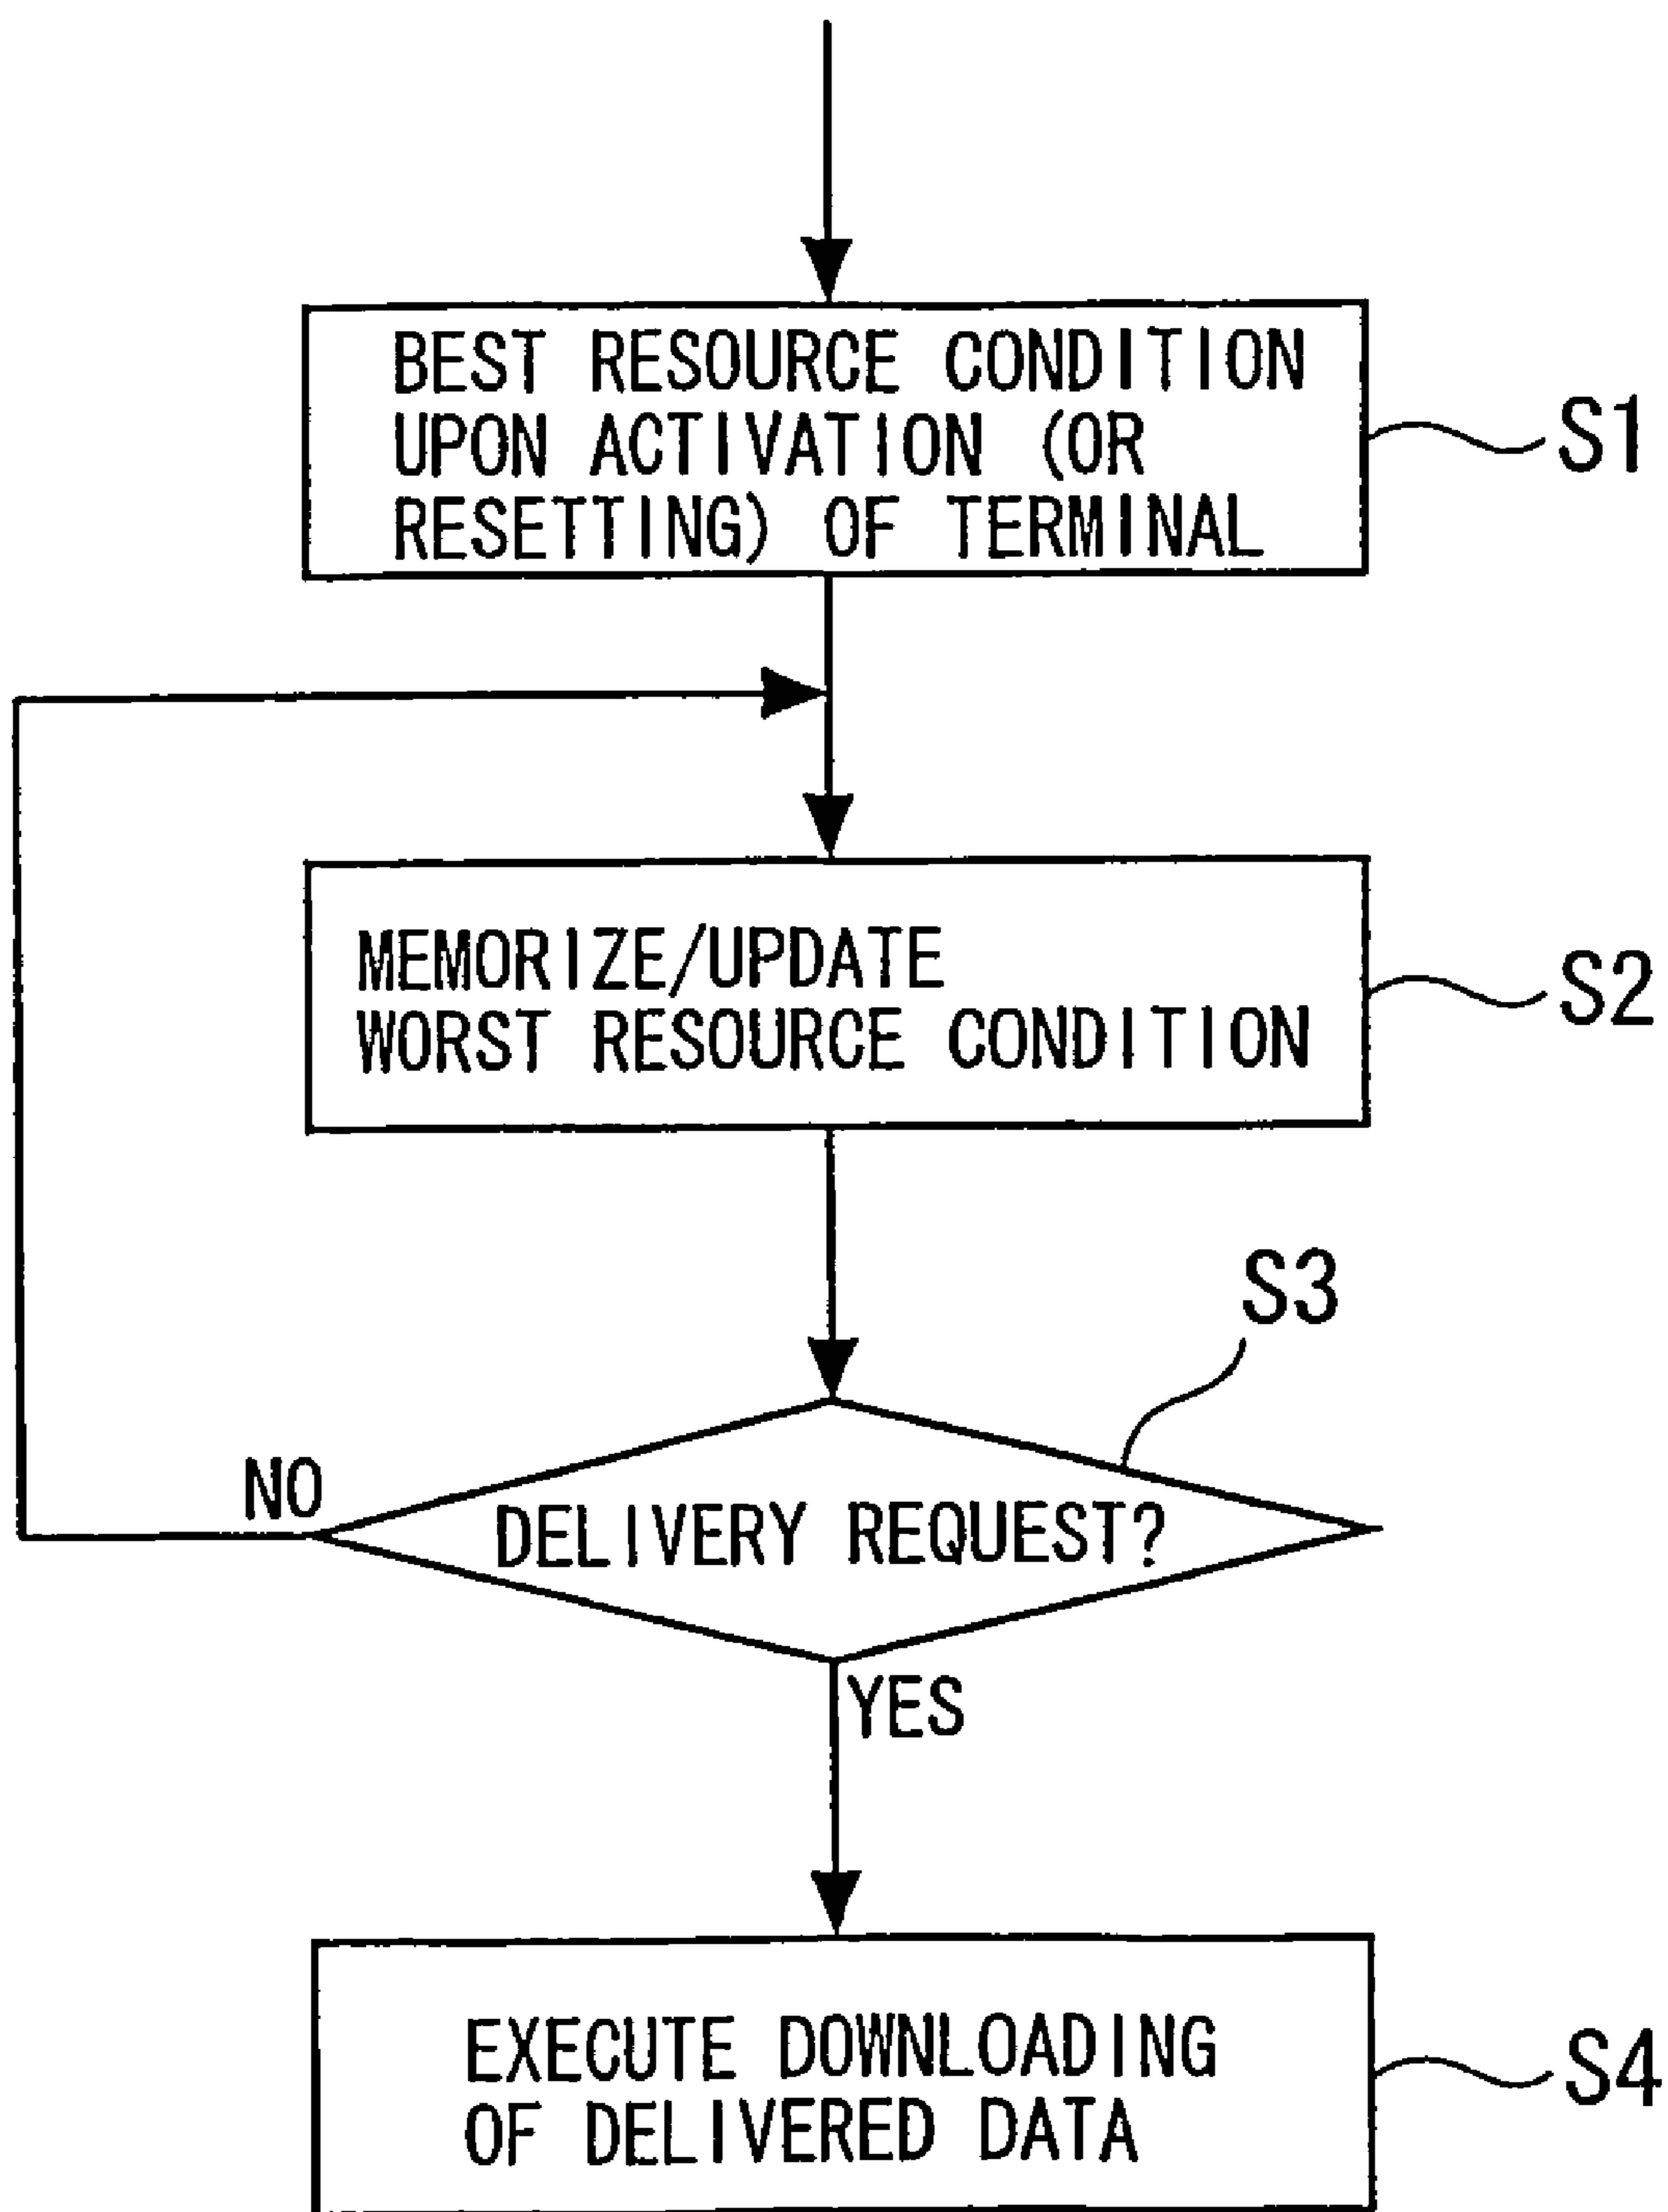 BEST RESOURCE CONDITION
UPON ACTIVATION (OR
RESETTING) OF TERMINAL
S1
MEMORIZE/UPDATE
WORST RESOURCE CONDITION
S2
S3
NO
DELIVERY REQUEST?
YES
EXECUTE DOWNLOADING
OF DELIVERED DATA
S4